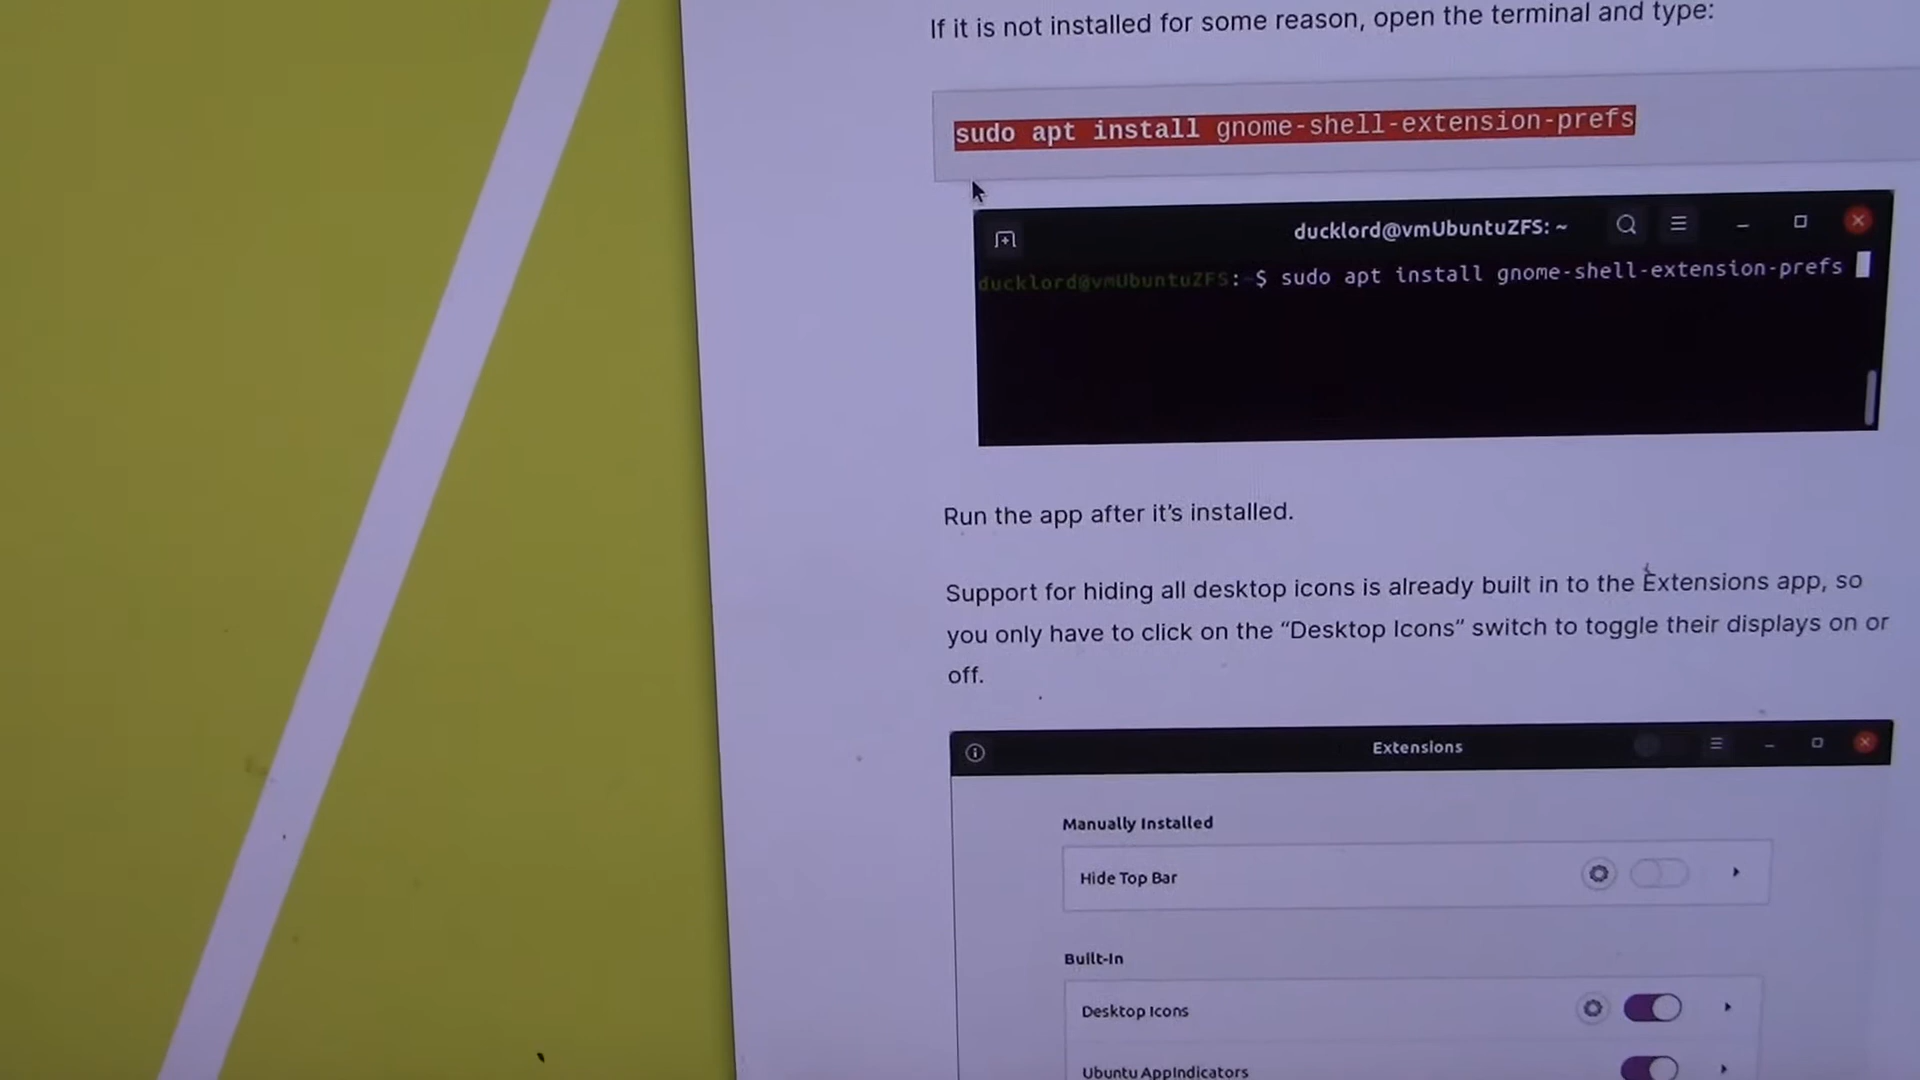 If it is not installed for some reason, open the terminal and type:
sudo apt install gnome-shell-extension-prefs
ducklord@vmUbuntuZFS: ~
ducklord@vmUbuntuZFS:~$ sudo apt install gnome-shell-extension-prefs
Run the app after it’s installed.
Support for hiding all desktop icons is already built in to the Extensions app, so
you only have to click on the “Desktop Icons” switch to toggle their displays on or
off.
Extensions
Manually Installed
Hide Top Bar
Built-In
Desktop Icons
Ubuntu AppIndicators